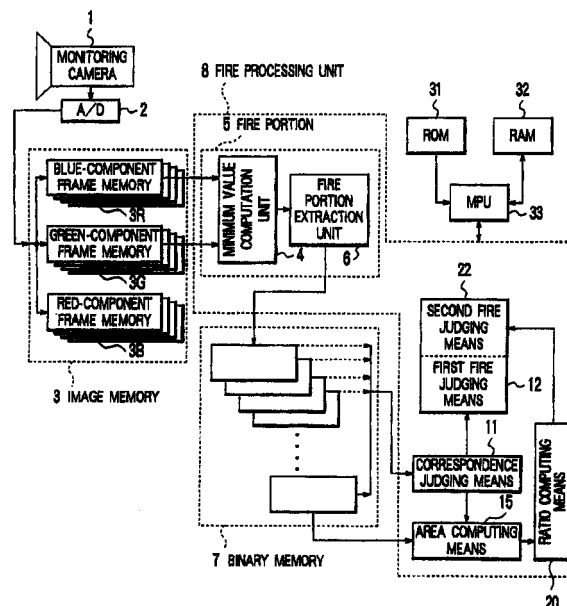 1
MONITORING
CAMERA
A/D
2
8 FIRE PROCESSING UNIT
5 FIRE PORTION
31
32
ROM
RAM
MPU
33
BLUE-COMPONENT
FRAME MEMORY
3R
GREEN-COMPONENT
FRAME MEMORY
3G
RED-COMPONENT
FRAME MEMORY
3B
3 IMAGE MEMORY
MINIMUM VALUE
COMPUTATION
UNIT
4
FIRE
PORTION
EXTRACTION
UNIT
6
22
SECOND FIRE
JUDGING
MEANS
FIRST FIRE
JUDGING
MEANS
12
11
CORRESPONDENCE
JUDGING MEANS
15
AREA COMPUTING
MEANS
RATIO COMPUTING
MEANS
20
7 BINARY MEMORY